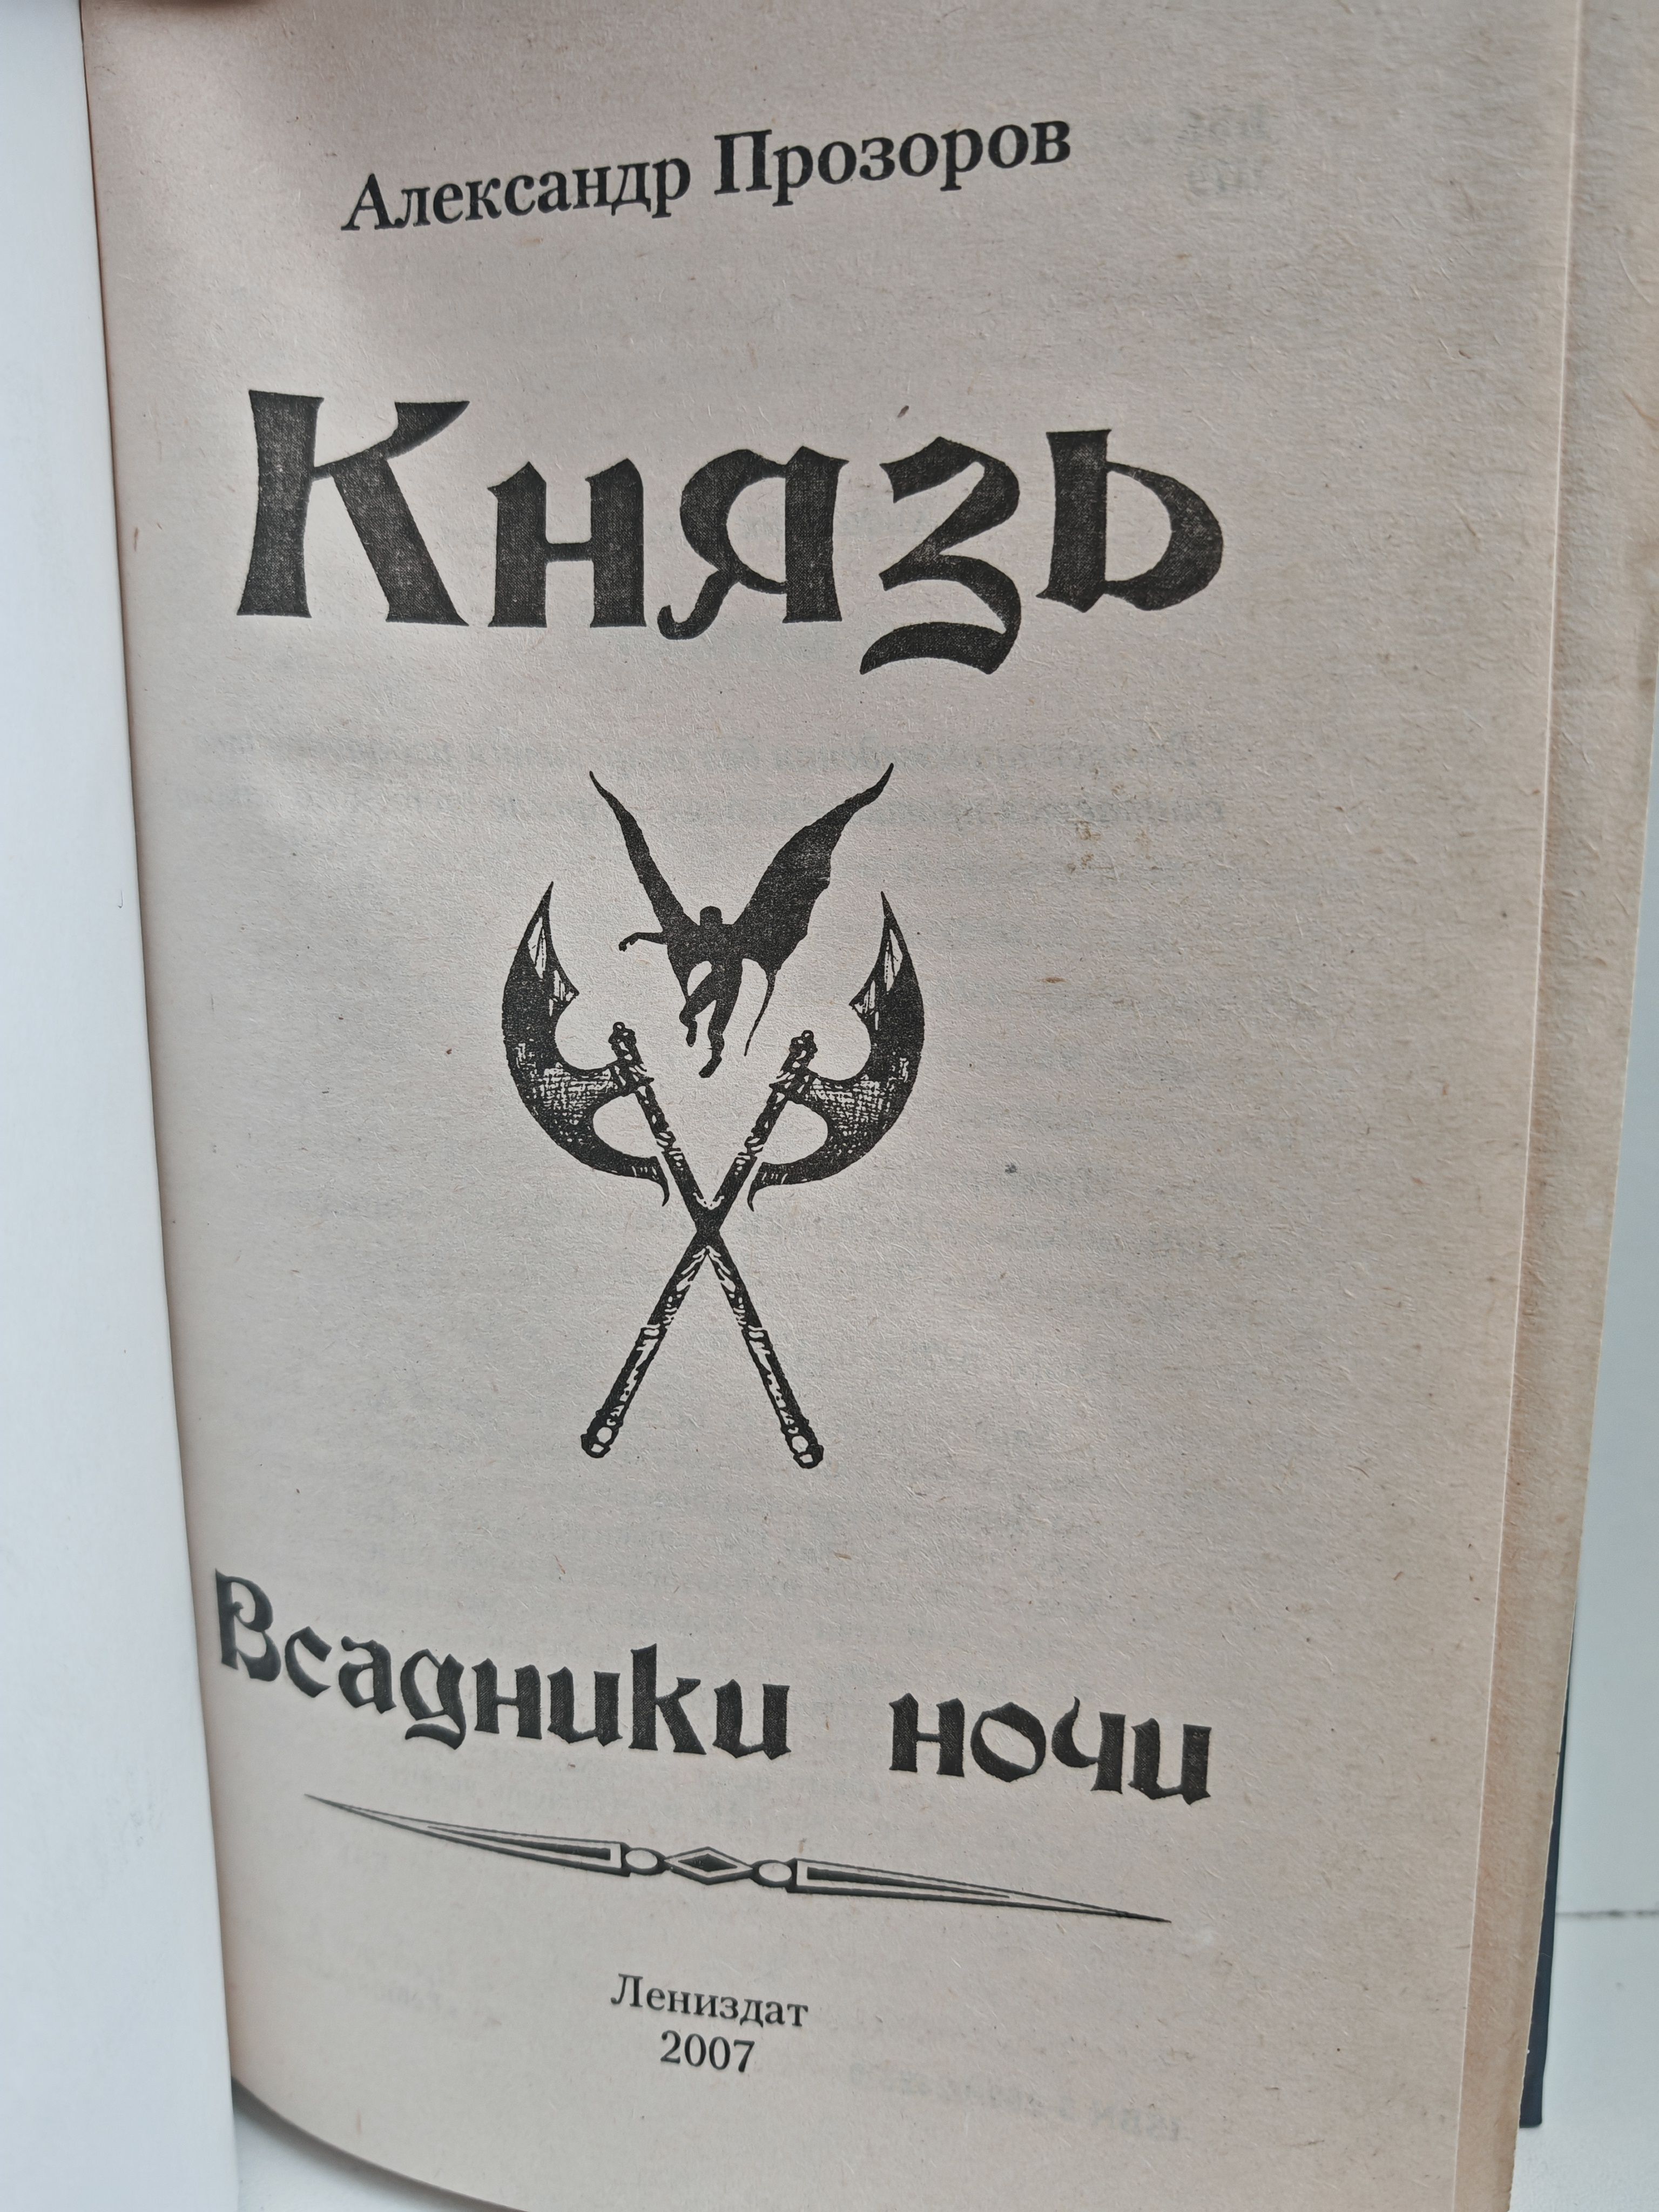 Александр Прозоров
Князь
Всадники ночи
Лениздат
2007